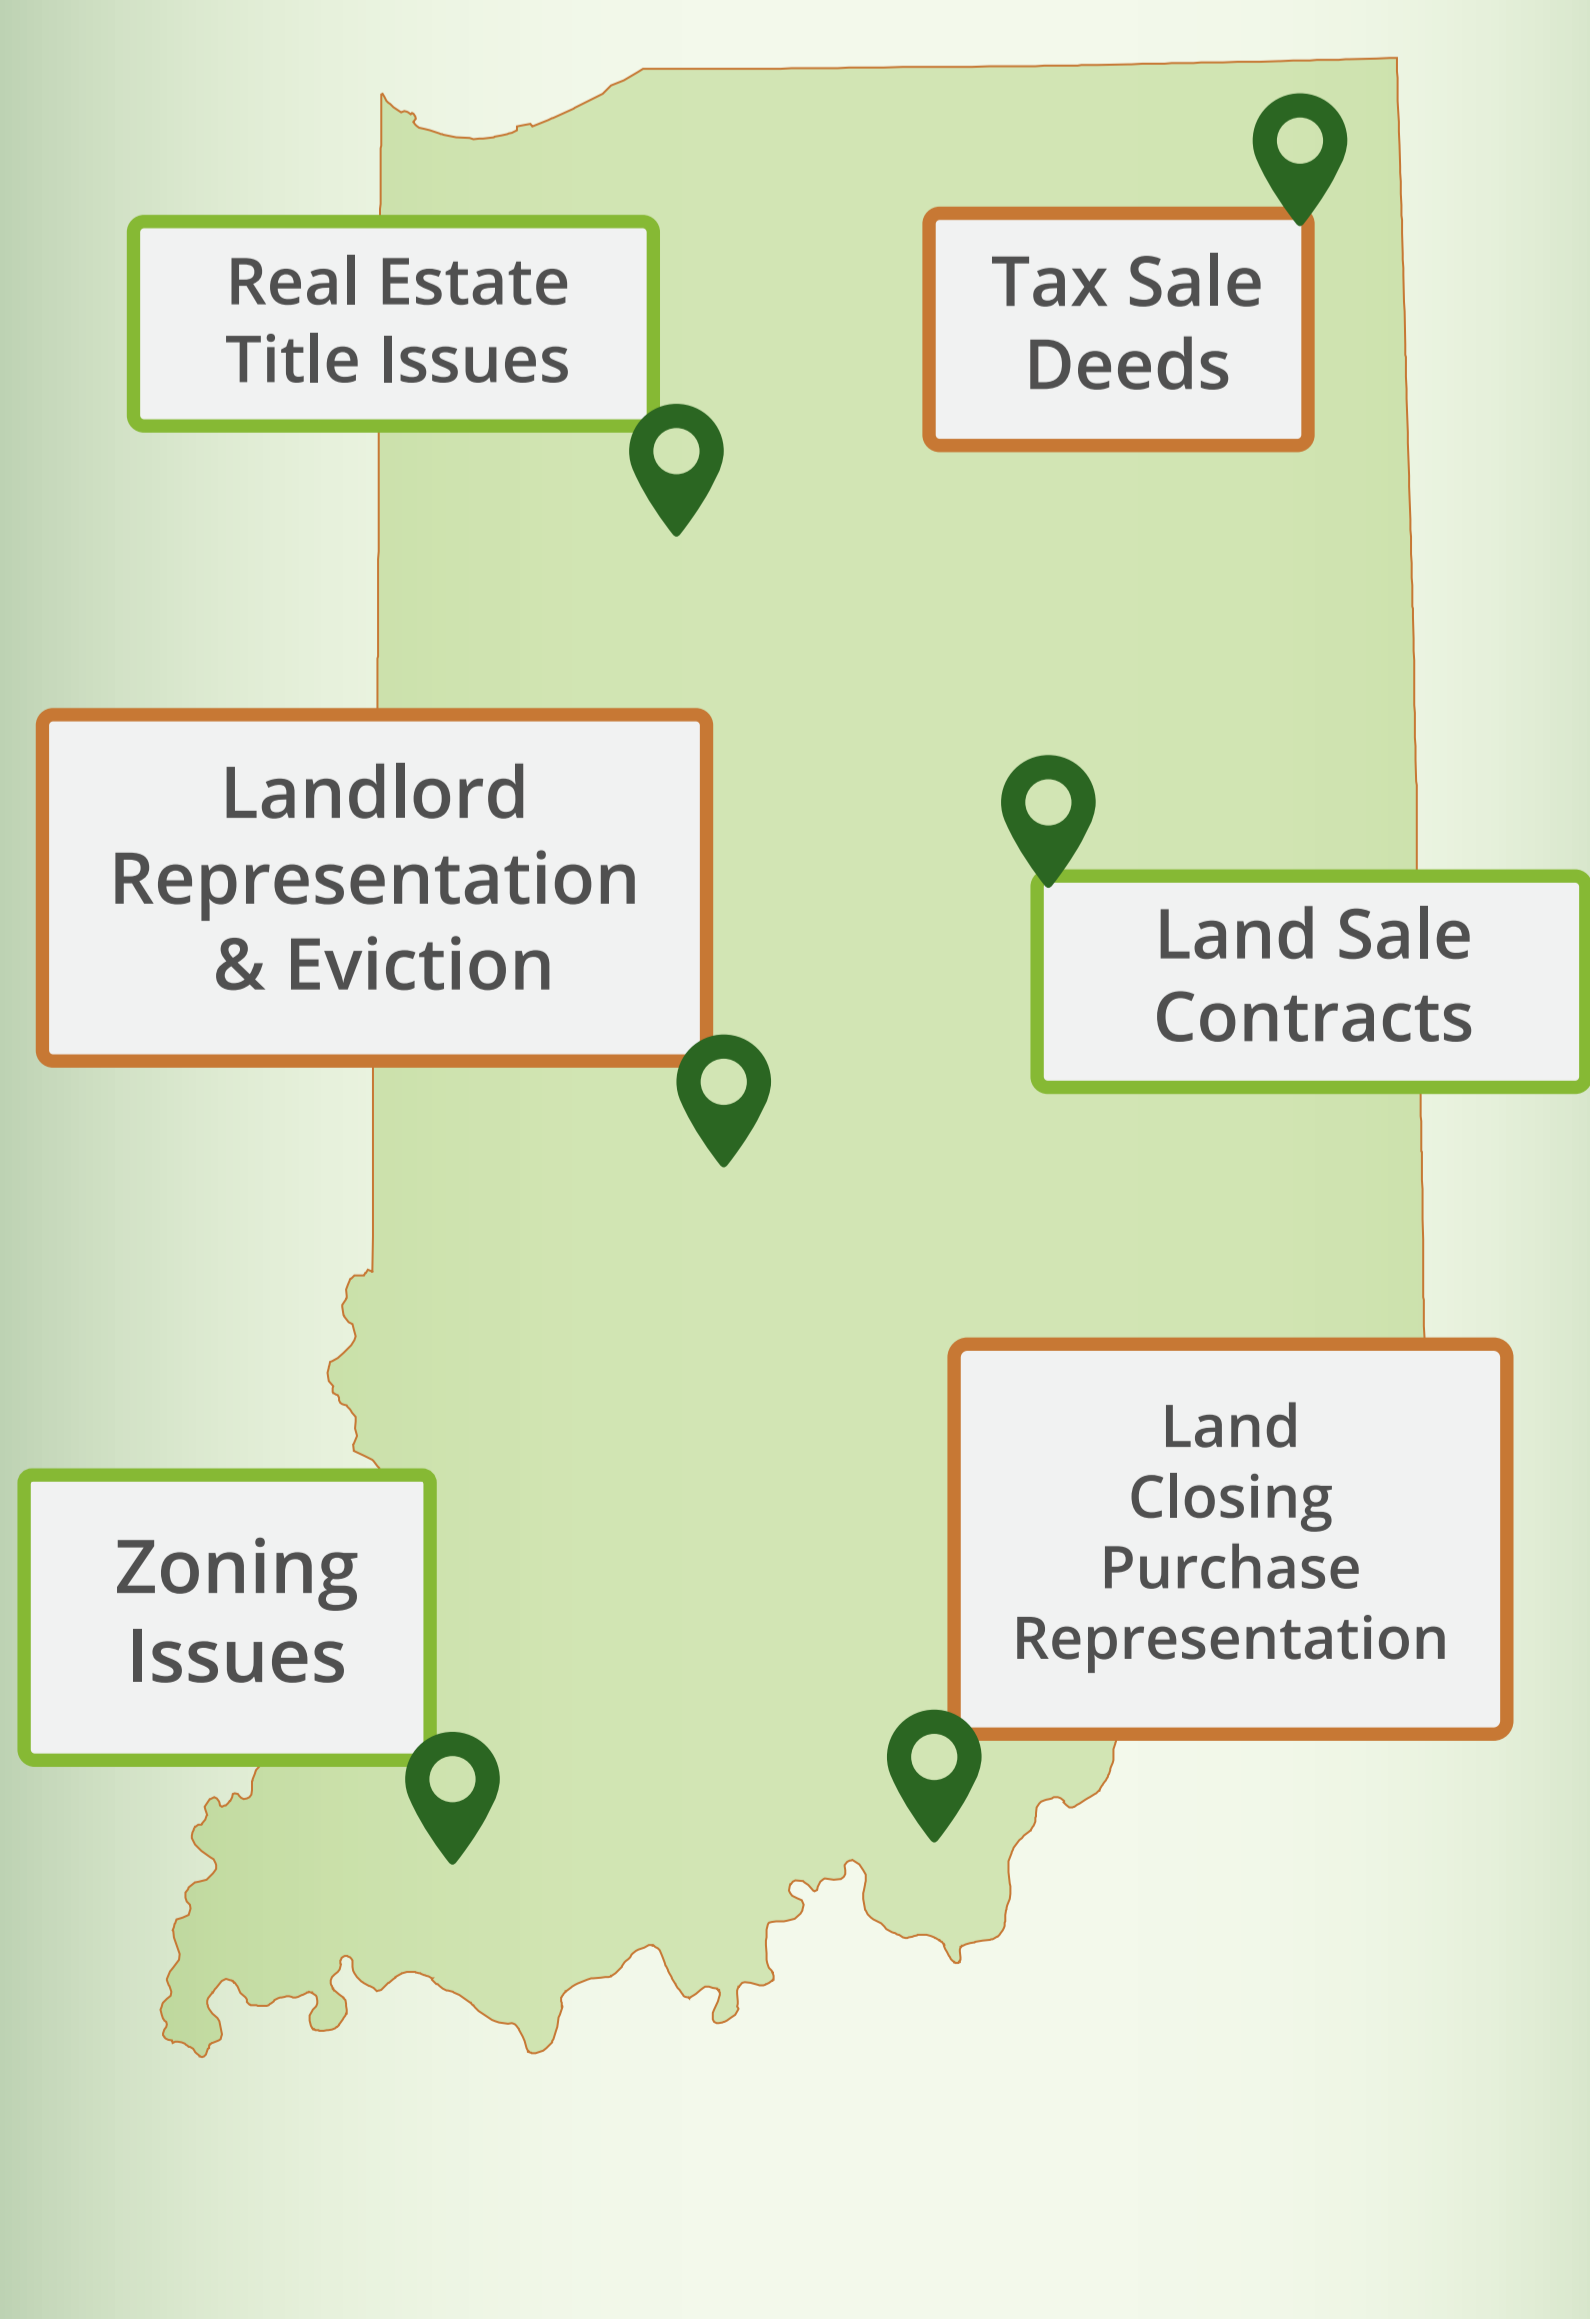 Real Estate
Title Issues
Tax Sale
Deeds
Landlord
Representation
& Eviction
Land Sale
Contracts
Zoning
Issues
Land
Closing
Purchase
Representation